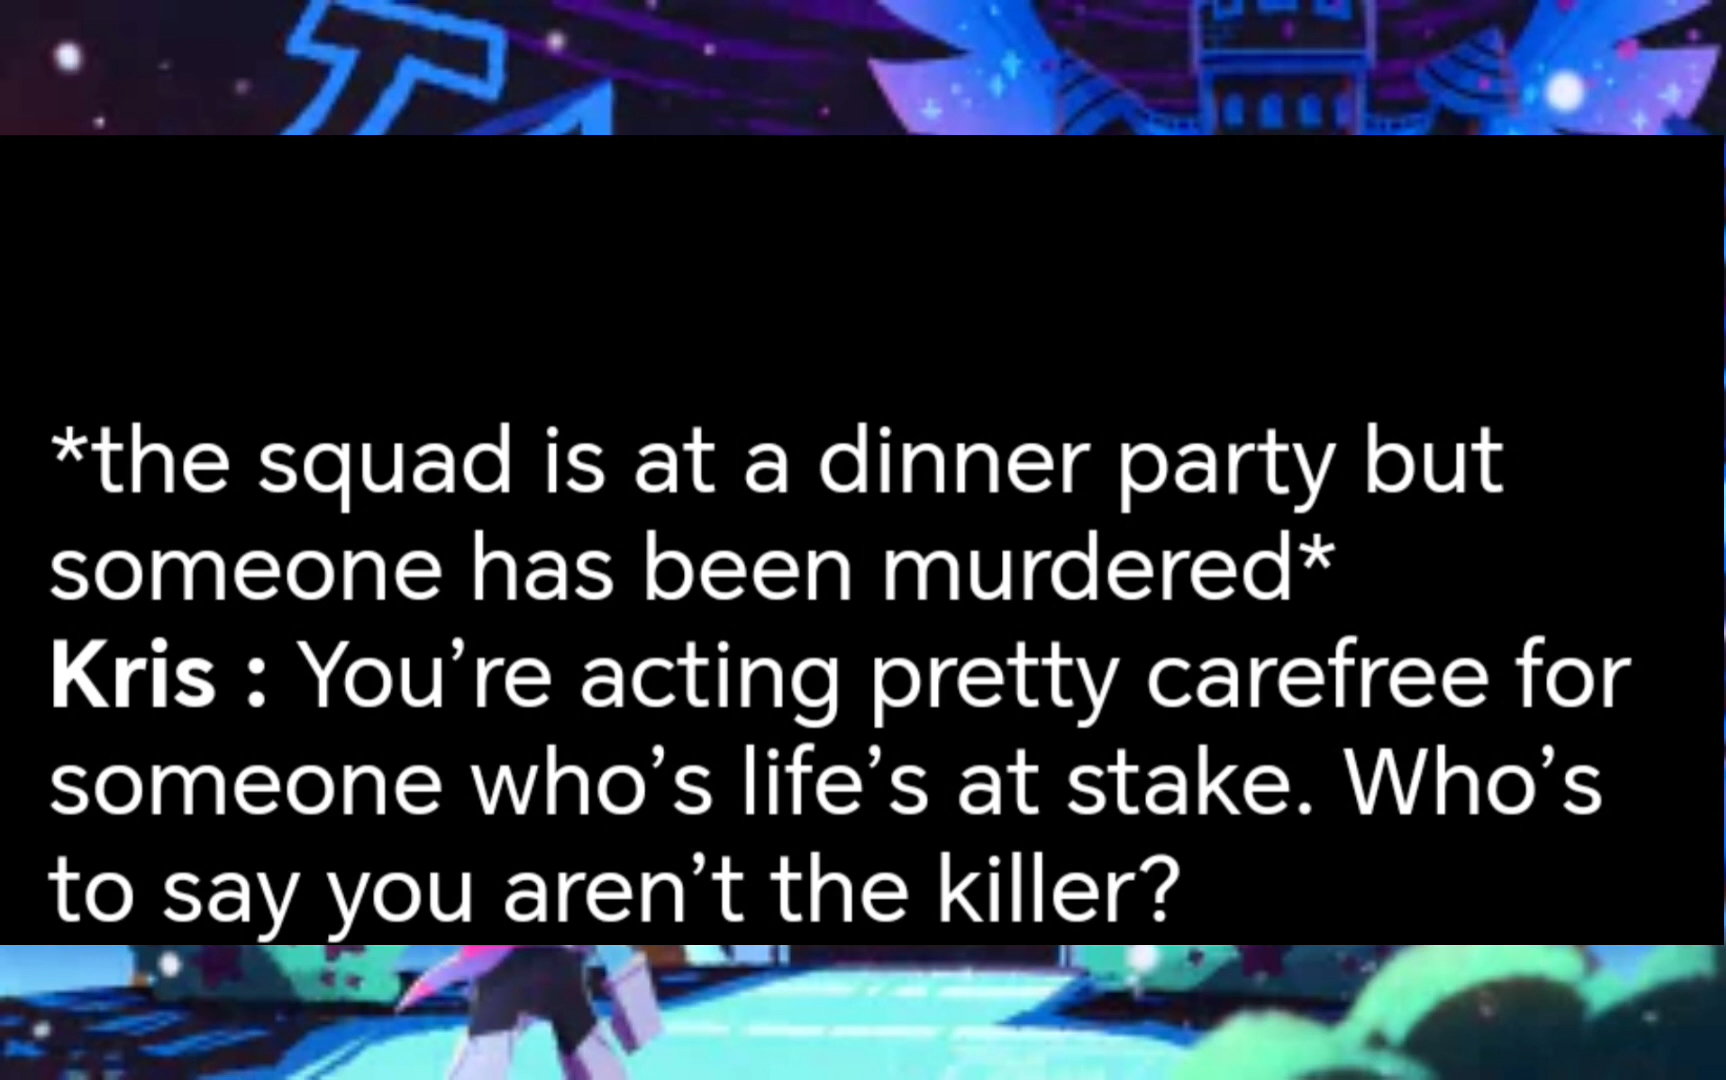 *the squad is at a dinner party but
someone has been murdered*
Kris : You’re acting pretty carefree for
someone who’s life’s at stake. Who’s
to say you aren’t the killer?